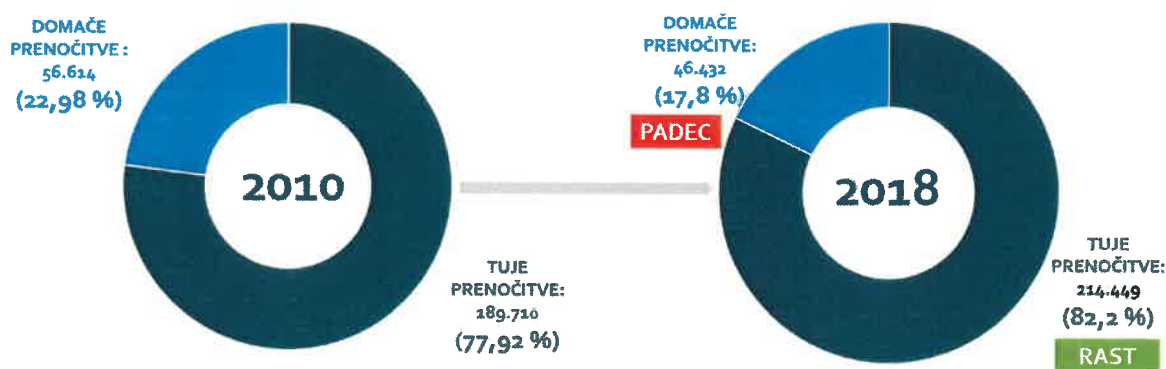 DOMAČE
PRENOČITVE :
56.614
(22,98 %)
2010
TUJE
PRENOČITVE:
189.710
(77,92 %)
DOMAČE
PRENOČITVE:
46.432
(17,8 %)
PADEC
2018
TUJE
PRENOČITVE:
214.449
(82,2 %)
RAST